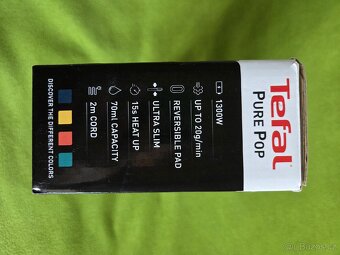 Tefal
PURE POP
1300W
UP TO 20g/min
REVERSIBLE PAD
ULTRA SLIM
15s HEAT UP
70ml CAPACITY
2m CORD
DISCOVER THE DIFFERENT COLORS